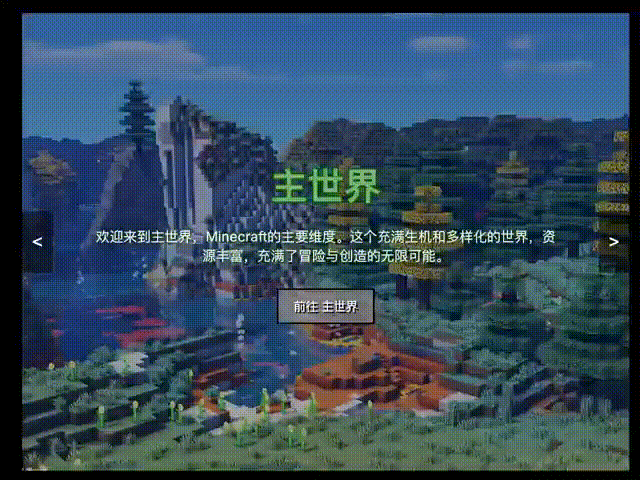 主世界
<
欢迎来到主世界，Minecraft的主要维度。这个充满生机和多样化的世界，资
>
源丰富，充满了冒险与创造的无限可能。
前往 主世界